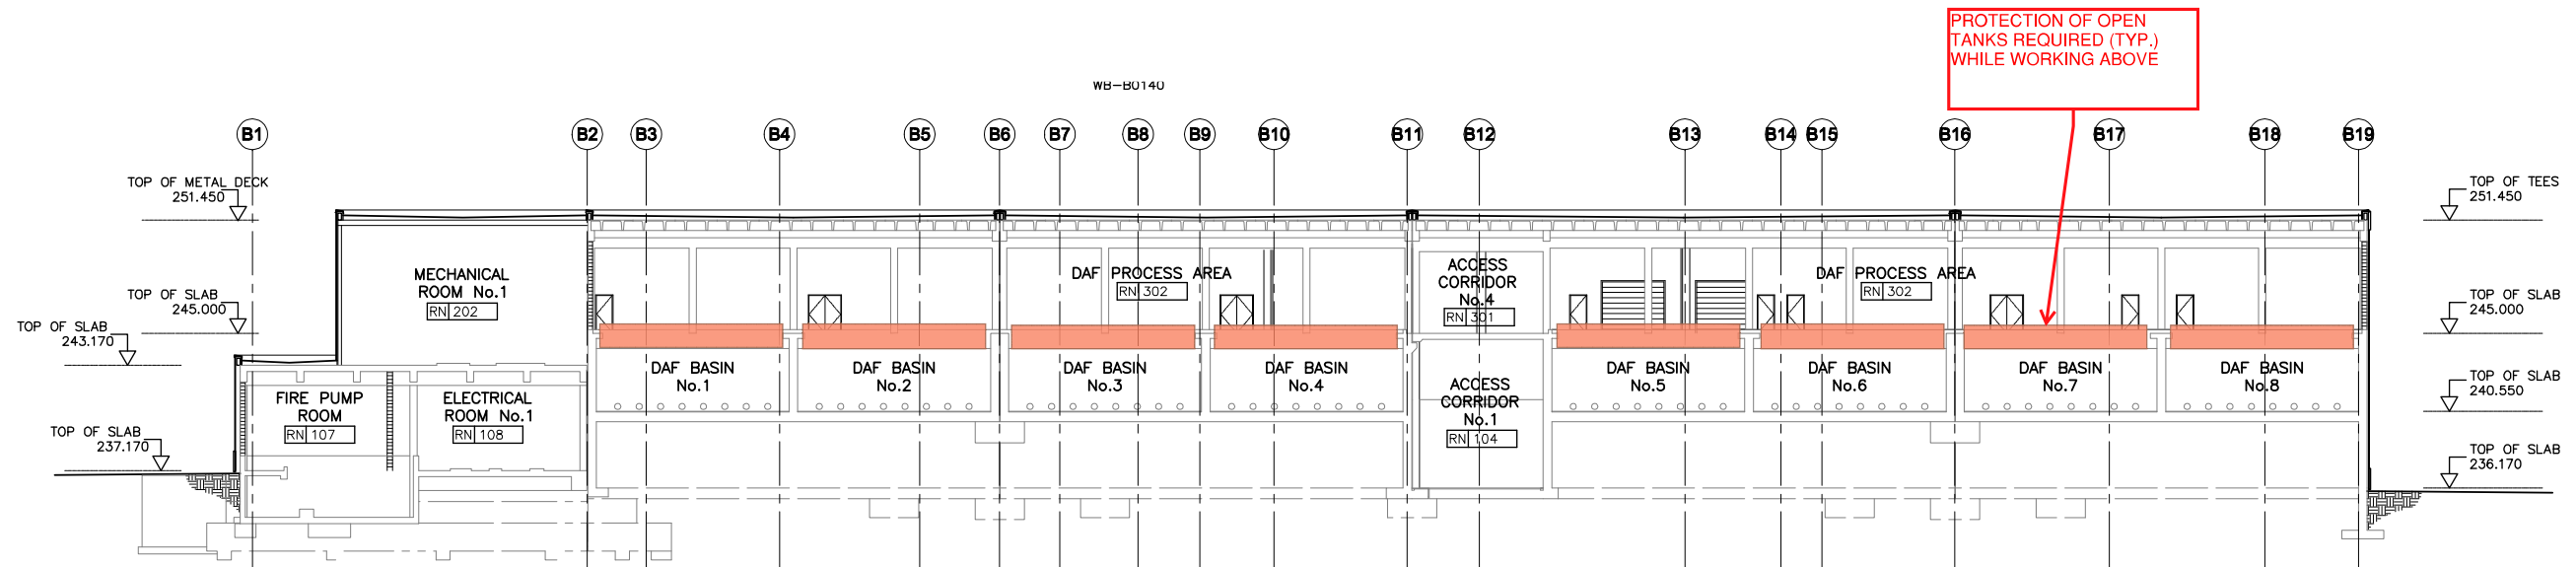 PROTECTION OF OPEN
TANKS REQUIRED (TYP.)
WHILE WORKING ABOVE
WB-B0140
B1
B2
B3
B4
B5
B6
B7
B8
B9
B10
B11
B12
B13
B14
B15
B16
B17
B18
B19
TOP OF METAL DECK
251.450
TOP OF TEES
251.450
MECHANICAL
ROOM No.1
RN 202
DAF PROCESS AREA
RN 302
ACCESS
CORRIDOR
No.4
RN 301
DAF PROCESS AREA
RN 302
TOP OF SLAB
245.000
TOP OF SLAB
245.000
TOP OF SLAB
243.170
FIRE PUMP
ROOM
RN 107
ELECTRICAL
ROOM No.1
RN 108
DAF BASIN
No.1
DAF BASIN
No.2
DAF BASIN
No.3
DAF BASIN
No.4
ACCESS
CORRIDOR
No.1
RN 104
DAF BASIN
No.5
DAF BASIN
No.6
DAF BASIN
No.7
DAF BASIN
No.8
TOP OF SLAB
240.550
TOP OF SLAB
237.170
TOP OF SLAB
236.170